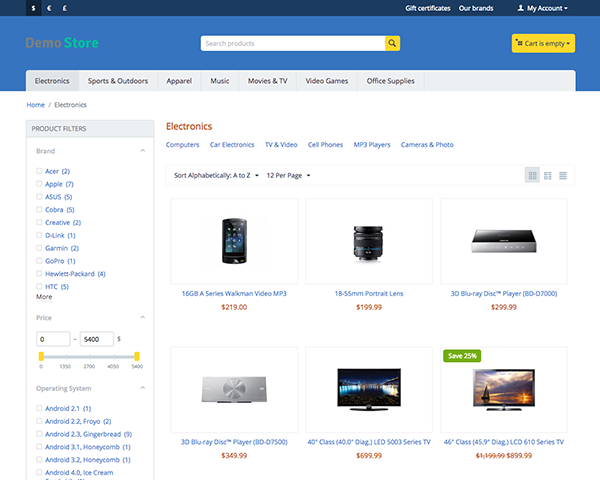 $ € £ Gift certificates Our brands My Account
Demo Store
Search products
Cart is empty
Electronics Sports & Outdoors Apparel Music Movies & TV Video Games Office Supplies
Home / Electronics
PRODUCT FILTERS
Brand
Acer (2)
Apple (7)
ASUS (5)
Cobra (5)
Creative (2)
D-Link (1)
Garmin (2)
GoPro (1)
Hewlett-Packard (4)
HTC (5)
More
Price
0 – 5400 $
0 1350 2700 4050 5400
Operating System
Android 2.1 (1)
Android 2.2, Froyo (2)
Android 2.3, Gingerbread (9)
Android 3.1, Honeycomb (1)
Android 3.2, Honeycomb (2)
Android 4.0, Ice Cream
Electronics
Computers Car Electronics TV & Video Cell Phones MP3 Players Cameras & Photo
Sort Alphabetically: A to Z 12 Per Page
16GB A Series Walkman Video MP3
$219.00
18-55mm Portrait Lens
$199.99
3D Blu-ray Disc™ Player (BD-D7000)
$299.99
3D Blu-ray Disc™ Player (BD-D7500)
$349.99
40" Class (40.0" Diag.) LED 5003 Series TV
$699.99
Save 25%
46" Class (45.9" Diag.) LCD 610 Series TV
$1,199.99 $899.99